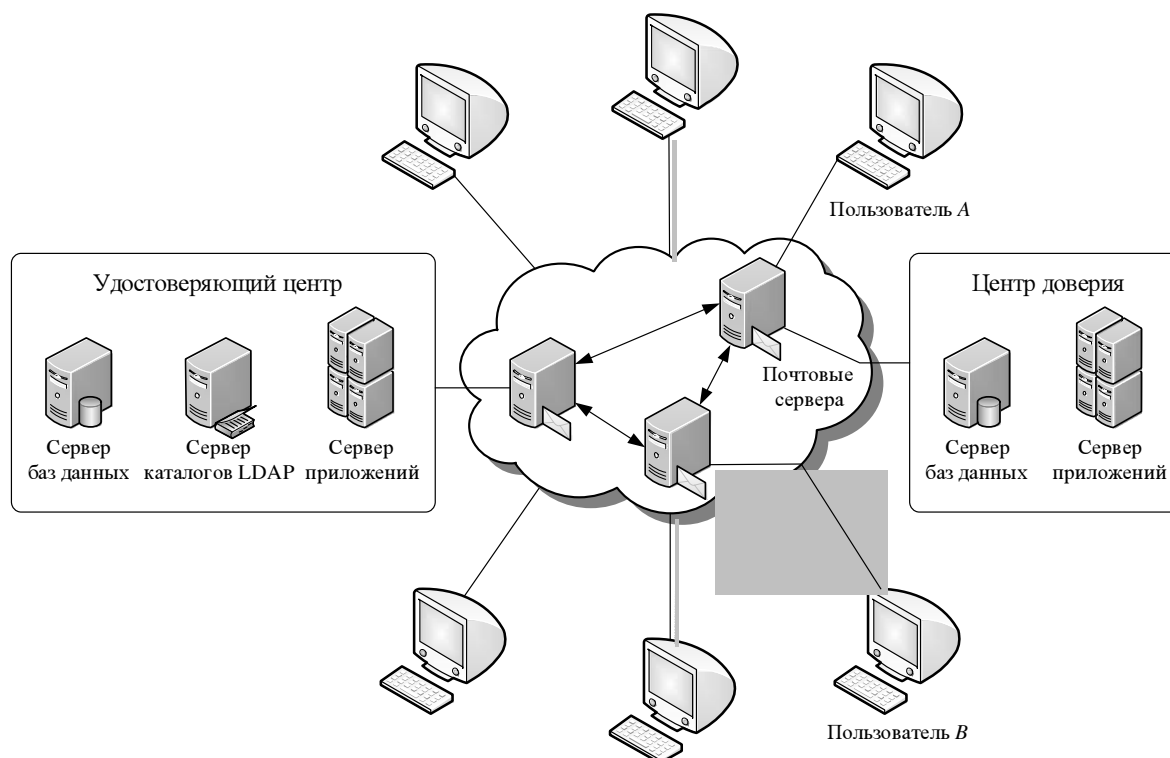 Пользователь A
Удостоверяющий центр
Центр доверия
Почтовые
сервера
Сервер
баз данных
Сервер
каталогов LDAP
Сервер
приложений
Сервер
баз данных
Сервер
приложений
Пользователь B